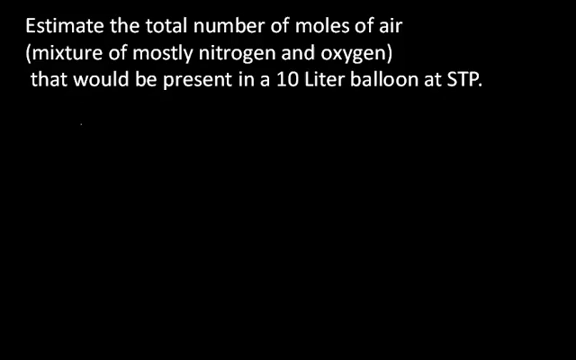 Estimate the total number of moles of air
(mixture of mostly nitrogen and oxygen)
that would be present in a 10 Liter balloon at STP.